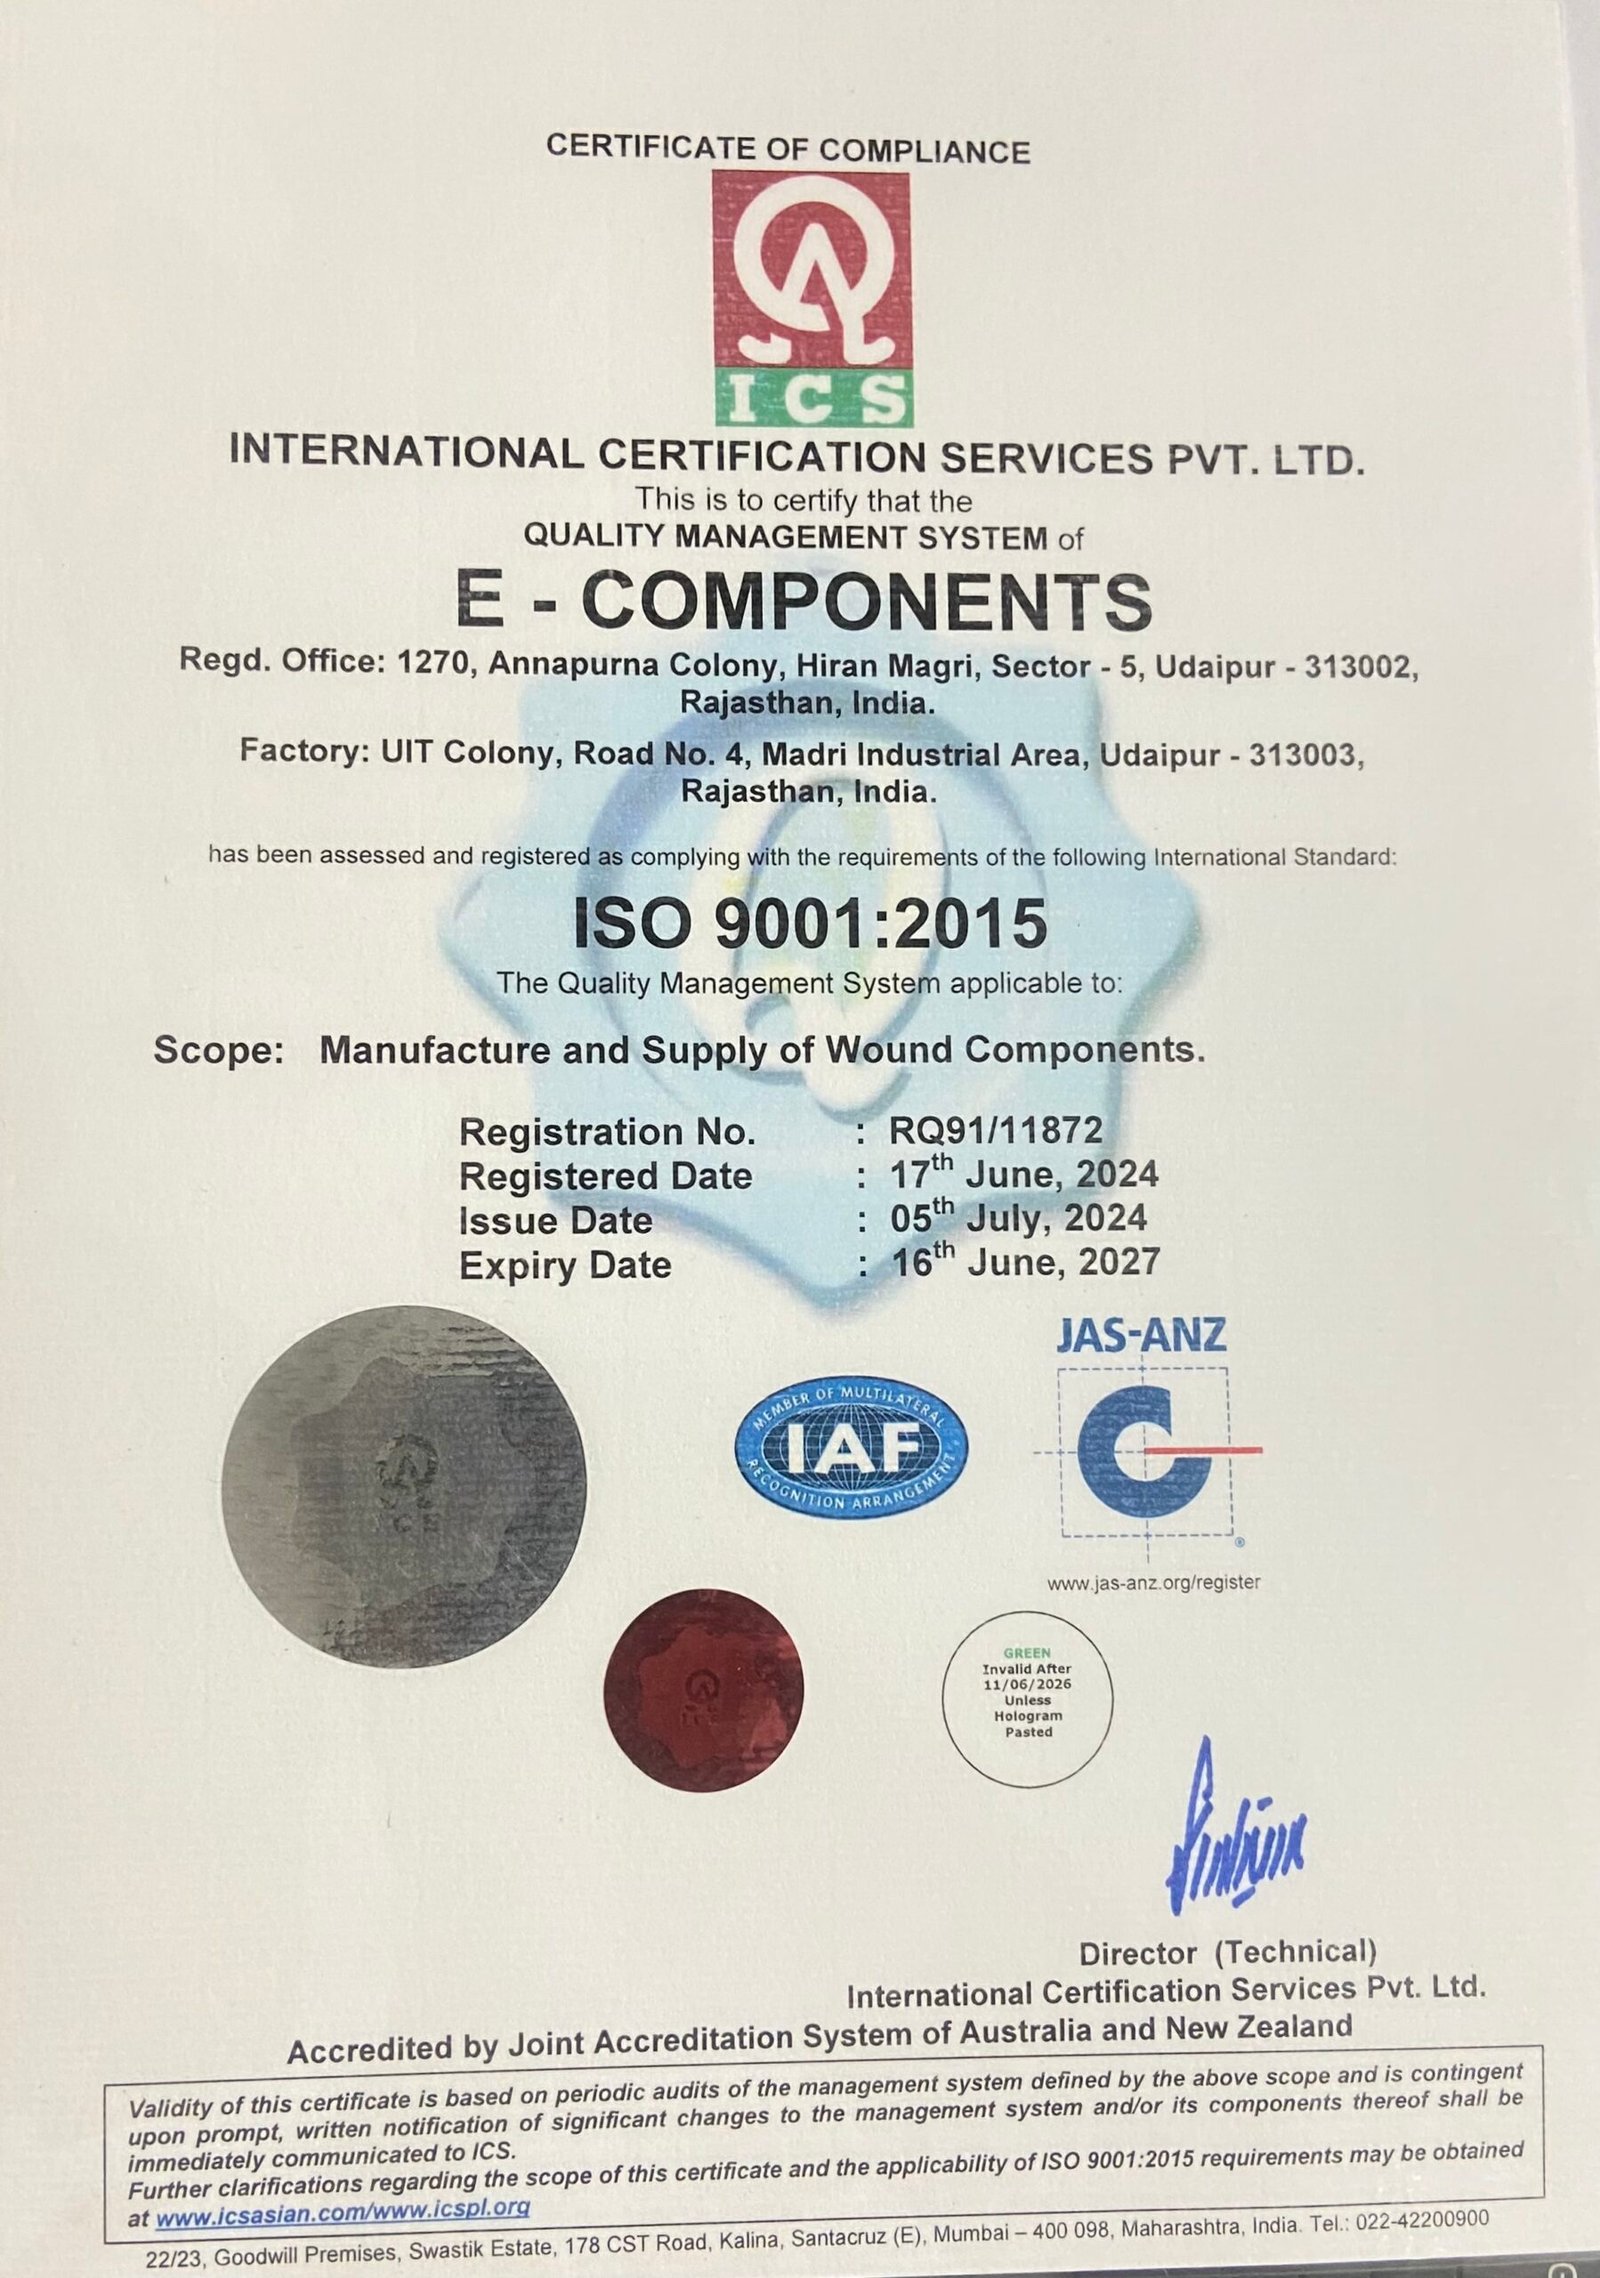 CERTIFICATE OF COMPLIANCE
ICS
INTERNATIONAL CERTIFICATION SERVICES PVT. LTD.
This is to certify that the
QUALITY MANAGEMENT SYSTEM of
E - COMPONENTS
Regd. Office: 1270, Annapurna Colony, Hiran Magri, Sector - 5, Udaipur - 313002,
Rajasthan, India.
Factory: UIT Colony, Road No. 4, Madri Industrial Area, Udaipur - 313003,
Rajasthan, India.
has been assessed and registered as complying with the requirements of the following International Standard:
ISO 9001:2015
The Quality Management System applicable to:
Scope: Manufacture and Supply of Wound Components.
Registration No. : RQ91/11872
Registered Date : 17th June, 2024
Issue Date : 05th July, 2024
Expiry Date : 16th June, 2027
JAS-ANZ
MEMBER OF MULTILATERAL
IAF
RECOGNITION ARRANGEMENT
®
www.jas-anz.org/register
GREEN
Invalid After
11/06/2026
Unless
Hologram
Pasted
Director (Technical)
International Certification Services Pvt. Ltd.
Accredited by Joint Accreditation System of Australia and New Zealand
Validity of this certificate is based on periodic audits of the management system defined by the above scope and is contingent
upon prompt, written notification of significant changes to the management system and/or its components thereof shall be
immediately communicated to ICS.
Further clarifications regarding the scope of this certificate and the applicability of ISO 9001:2015 requirements may be obtained
at www.icsasian.com/www.icspl.org
22/23, Goodwill Premises, Swastik Estate, 178 CST Road, Kalina, Santacruz (E), Mumbai – 400 098, Maharashtra, India. Tel.: 022-42200900